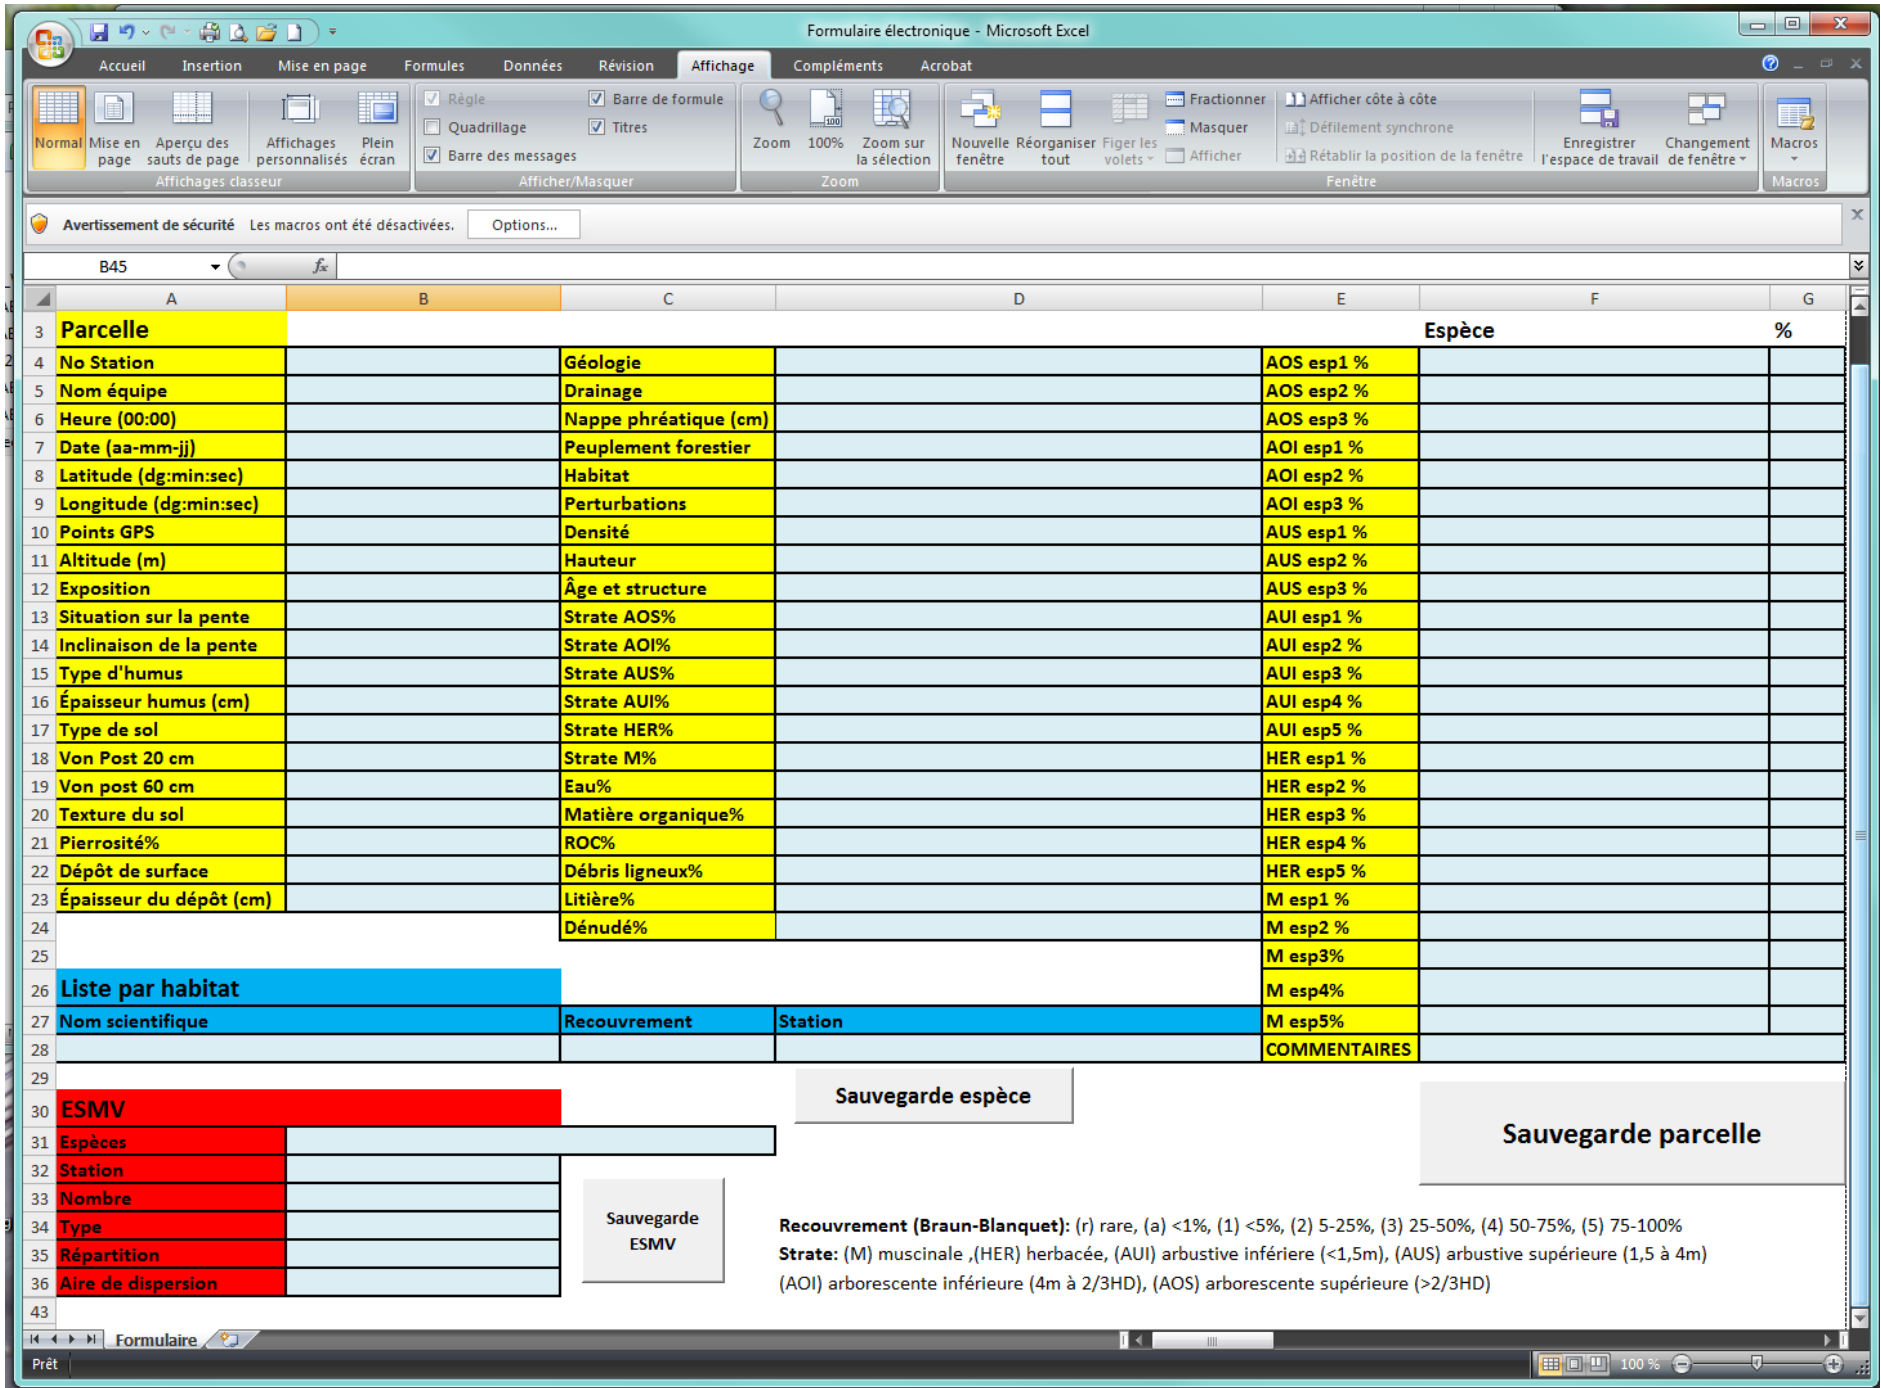 Formulaire électronique - Microsoft Excel
Accueil Insertion Mise en page Formules Données Révision Affichage Compléments Acrobat
Normal
Mise en page
Aperçu des sauts de page
Affichages personnalisés
Plein écran
Affichages classeur
Règle
Quadrillage
Barre des messages
Barre de formule
Titres
Afficher/Masquer
Zoom
100%
Zoom sur la sélection
Zoom
Nouvelle fenêtre
Réorganiser tout
Figer les volets
Fractionner
Masquer
Afficher
Afficher côte à côte
Défilement synchrone
Rétablir la position de la fenêtre
Enregistrer l'espace de travail
Changement de fenêtre
Fenêtre
Macros
Macros
Avertissement de sécurité Les macros ont été désactivées. Options...
B45 fx
A B C D E F G
3 Parcelle Espèce %
4 No Station Géologie AOS esp1 %
5 Nom équipe Drainage AOS esp2 %
6 Heure (00:00) Nappe phréatique (cm) AOS esp3 %
7 Date (aa-mm-jj) Peuplement forestier AOI esp1 %
8 Latitude (dg:min:sec) Habitat AOI esp2 %
9 Longitude (dg:min:sec) Perturbations AOI esp3 %
10 Points GPS Densité AUS esp1 %
11 Altitude (m) Hauteur AUS esp2 %
12 Exposition Âge et structure AUS esp3 %
13 Situation sur la pente Strate AOS% AUI esp1 %
14 Inclinaison de la pente Strate AOI% AUI esp2 %
15 Type d'humus Strate AUS% AUI esp3 %
16 Épaisseur humus (cm) Strate AUI% AUI esp4 %
17 Type de sol Strate HER% AUI esp5 %
18 Von Post 20 cm Strate M% HER esp1 %
19 Von post 60 cm Eau% HER esp2 %
20 Texture du sol Matière organique% HER esp3 %
21 Pierrosité% ROC% HER esp4 %
22 Dépôt de surface Débris ligneux% HER esp5 %
23 Épaisseur du dépôt (cm) Litière% M esp1 %
24 Dénudé% M esp2 %
25 M esp3%
26 Liste par habitat M esp4%
27 Nom scientifique Recouvrement Station M esp5%
28 COMMENTAIRES
29
Sauvegarde espèce
30 ESMV
31 Espèces
Sauvegarde parcelle
32 Station
33 Nombre
34 Type
35 Répartition
36 Aire de dispersion
43
Sauvegarde
ESMV
Recouvrement (Braun-Blanquet): (r) rare, (a) <1%, (1) <5%, (2) 5-25%, (3) 25-50%, (4) 50-75%, (5) 75-100%
Strate: (M) muscinale ,(HER) herbacée, (AUI) arbustive inférieure (<1,5m), (AUS) arbustive supérieure (1,5 à 4m)
(AOI) arborescente inférieure (4m à 2/3HD), (AOS) arborescente supérieure (>2/3HD)
Formulaire
Prêt 100 %